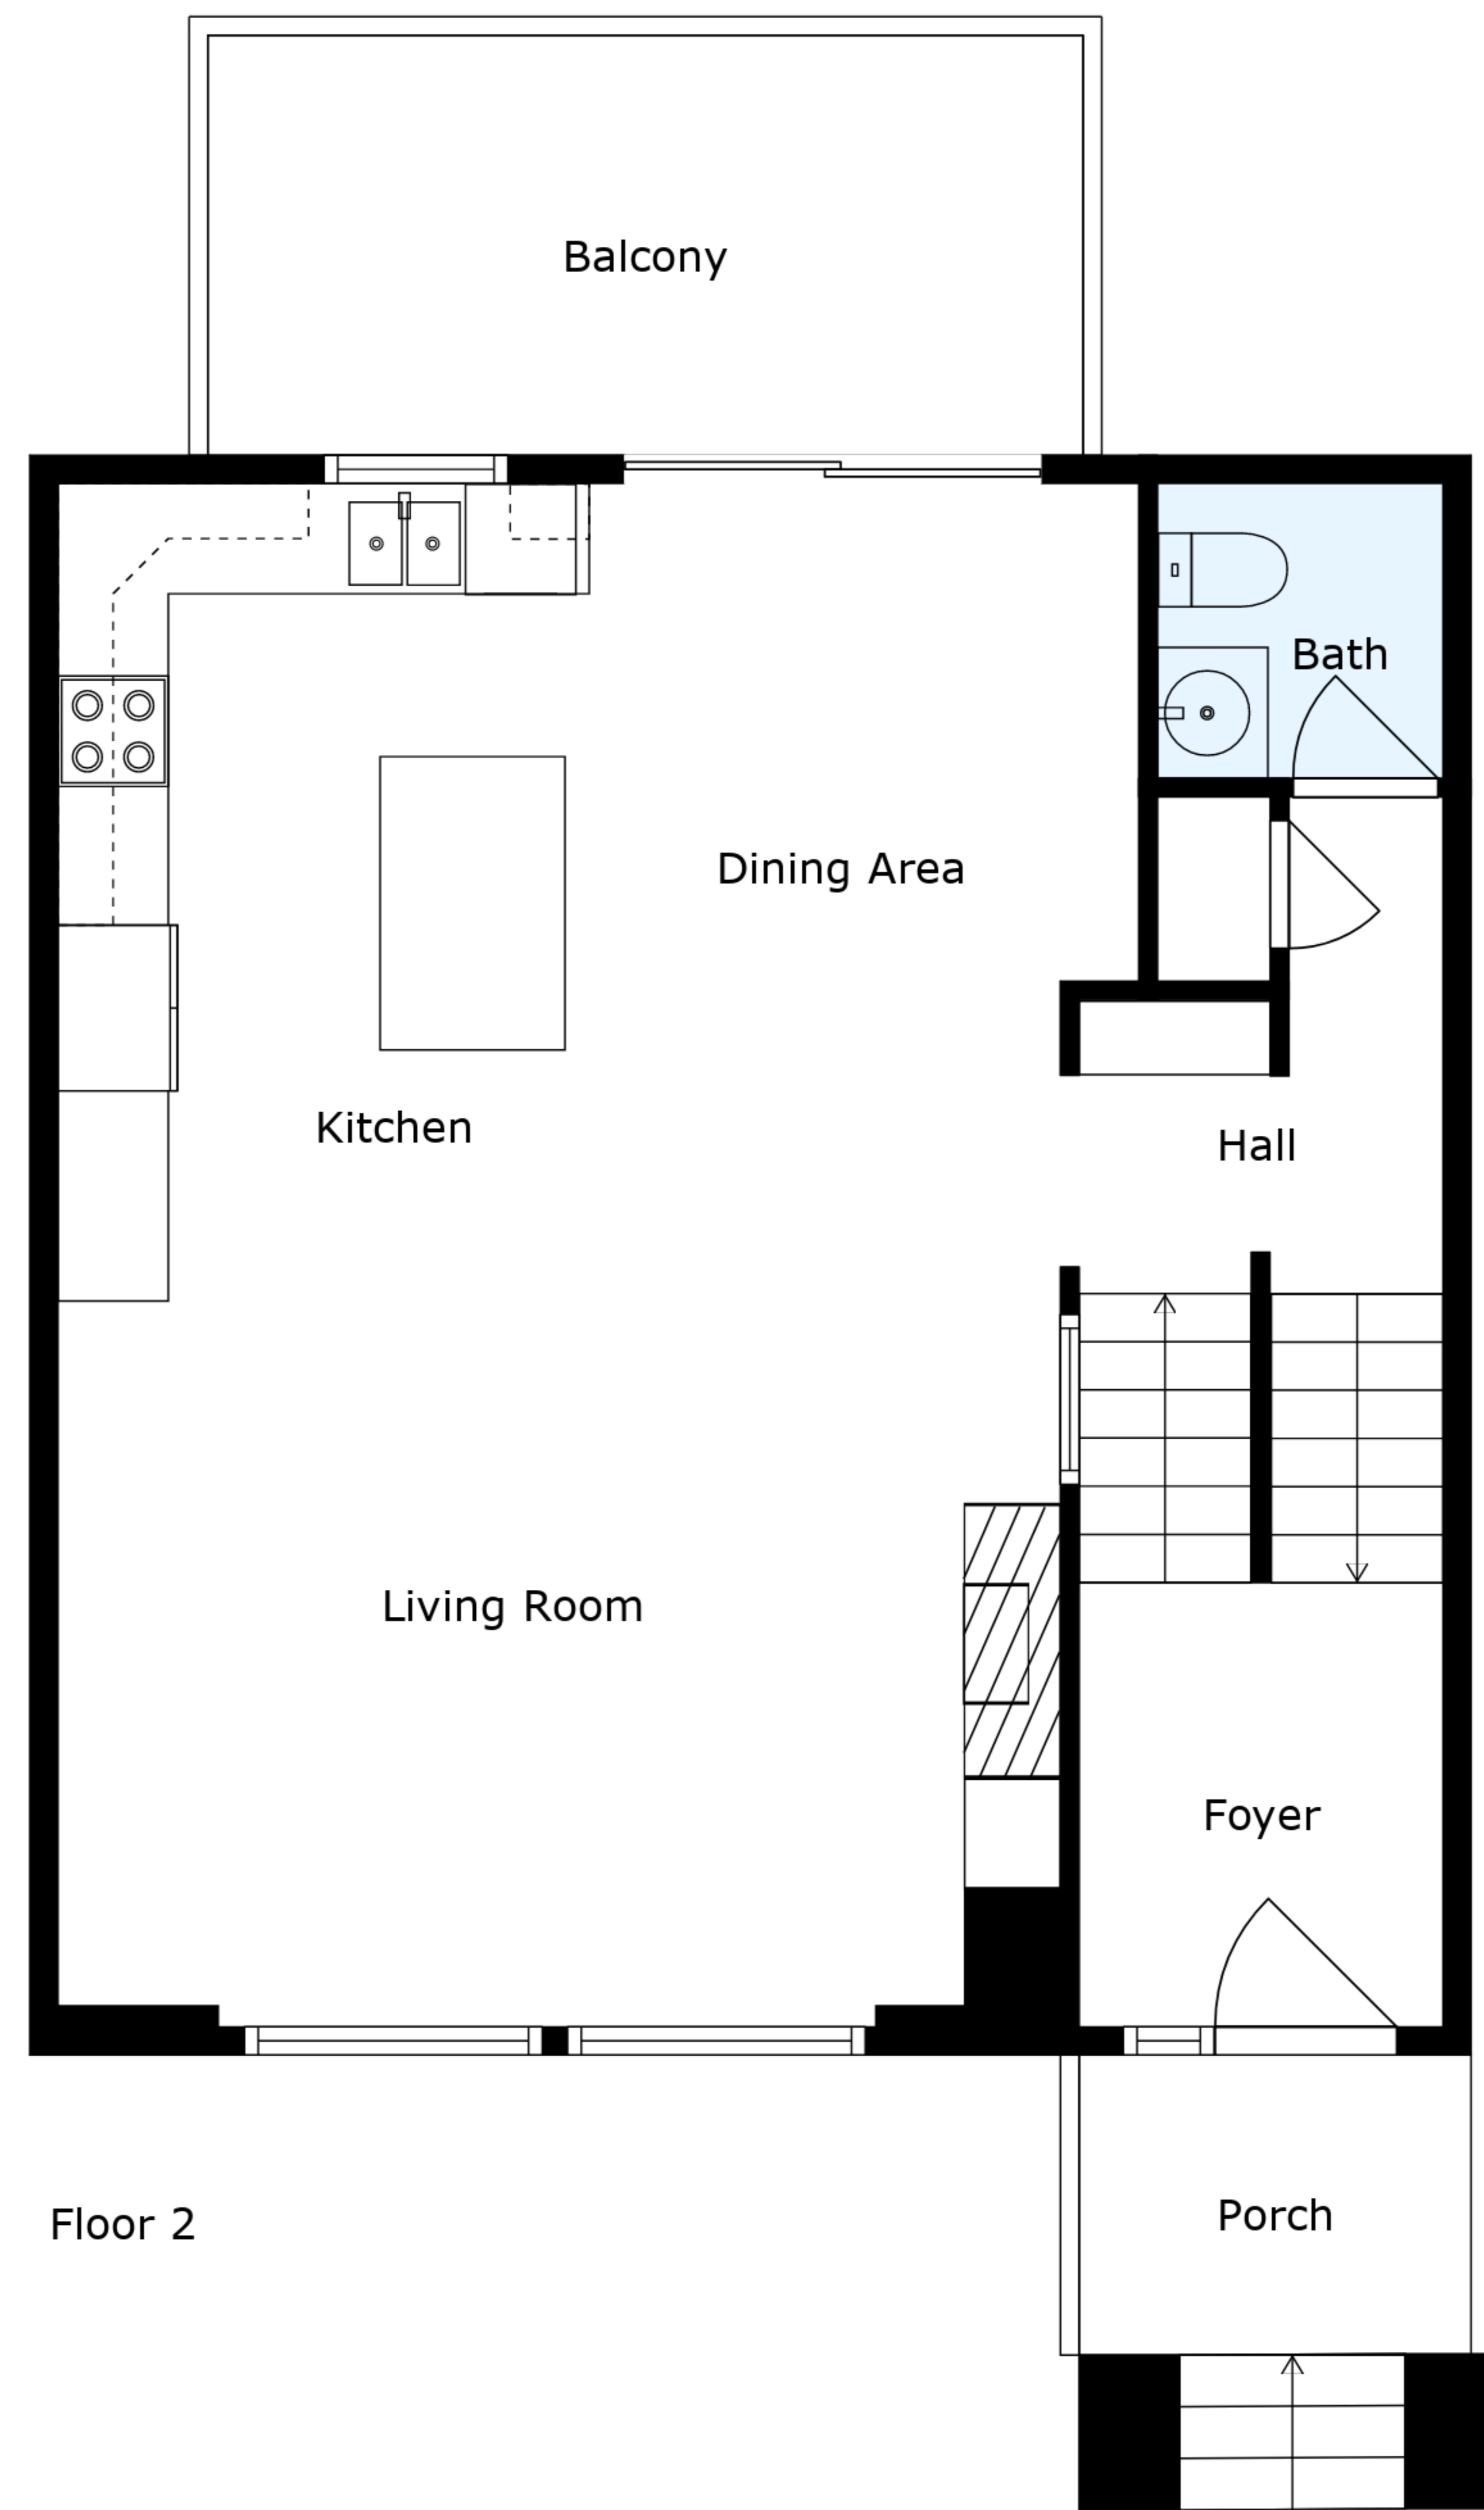 Balcony
Bath
Dining Area
Kitchen
Hall
Living Room
Foyer
Porch
Floor 2